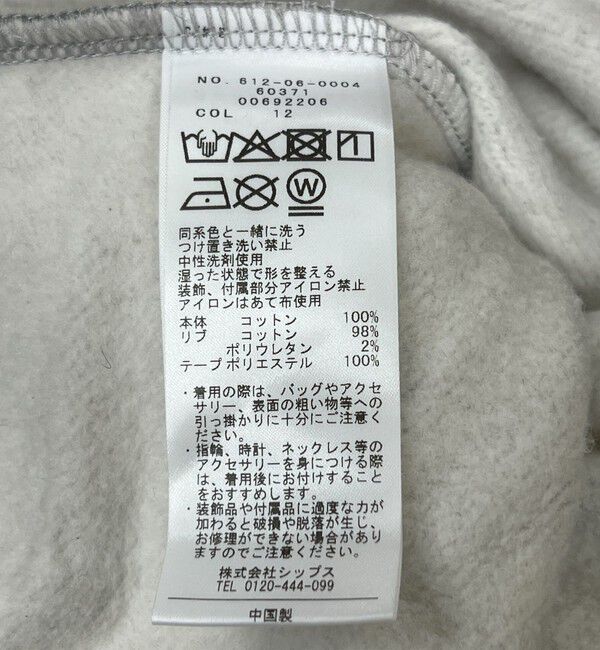 NO. 612-06-0004
60371
00692206
COL 12
W
同系色と一緒に洗う
つけ置き洗い禁止
中性洗剤使用
湿った状態で形を整える
装飾、付属部分アイロン禁止
アイロンはあて布使用
本体 コットン 100%
リブ コットン 98%
ポリウレタン 2%
テープポリエステル 100%
・着用の際は、バッグやアクセ
サリー、表面の粗い物等への
引っ掛かりに十分にご注意く
ださい。
・指輪、時計、ネックレス等の
アクセサリーを身につける際
は、着用後にお付けすること
をおすすめします。
・装飾品や付属品に過度な力が
加わると破損や脱落が生じ、
お修理ができない場合があり
ますのでご注意ください。
株式会社シップス
TEL 0120-444-099
中国製